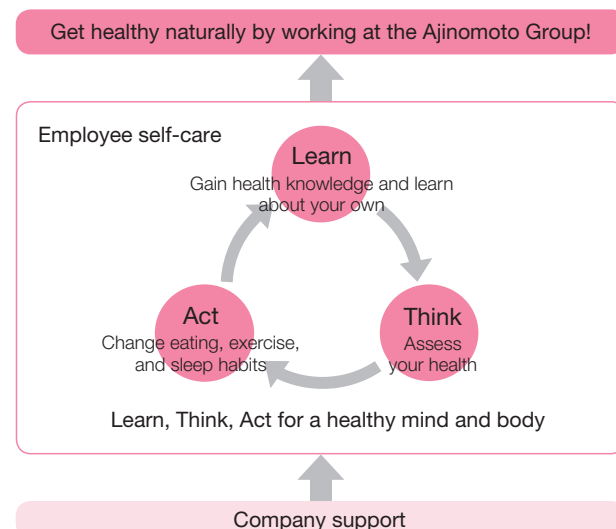 Get healthy naturally by working at the Ajinomoto Group!
Employee self-care
Learn
Gain health knowledge and learn
about your own
Act
Change eating, exercise,
and sleep habits
Think
Assess
your health
Learn, Think, Act for a healthy mind and body
Company support